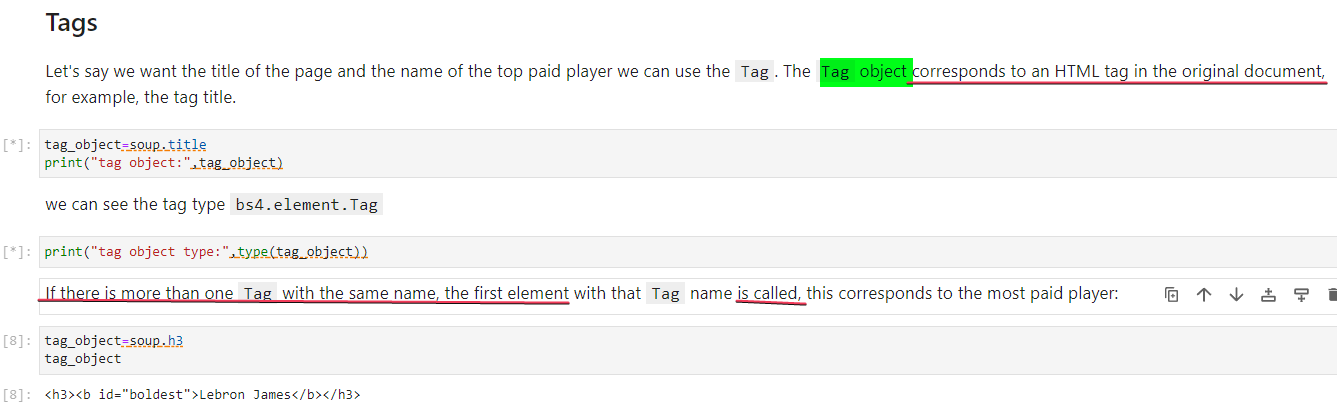 Tags
Let's say we want the title of the page and the name of the top paid player we can use the Tag. The Tag object corresponds to an HTML tag in the original document,
for example, the tag title.
[*]: tag_object=soup.title
print("tag object:",tag_object)
we can see the tag type bs4.element.Tag
[*]: print("tag object type:",type(tag_object))
If there is more than one Tag with the same name, the first element with that Tag name is called, this corresponds to the most paid player:
[8]: tag_object=soup.h3
tag_object
[8]: <h3><b id="boldest">Lebron James</b></h3>